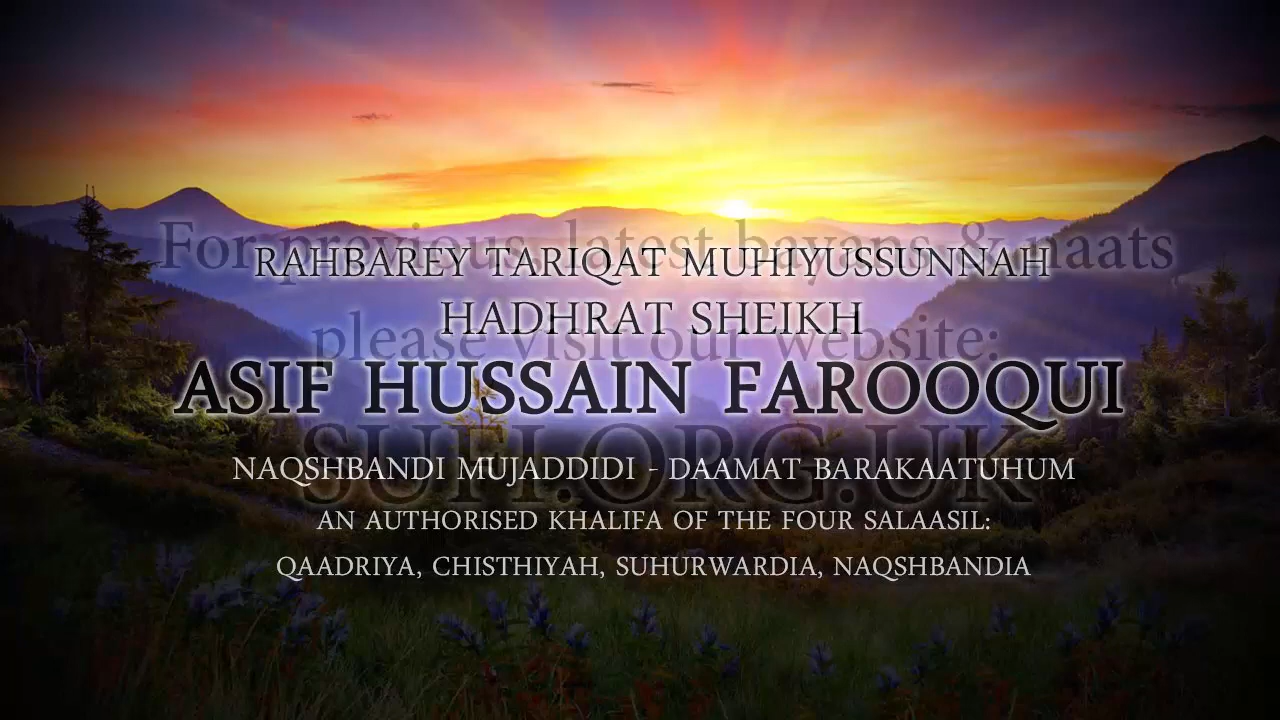 For previous, latest bayans & naats
RAHBAREY TARIQAT MUHIYUSSUNNAH
HADHRAT SHEIKH
please visit our website:
ASIF HUSSAIN FAROOQUI
SUFI.ORG.UK
NAQSHBANDI MUJADDIDI - DAAMAT BARAKAATUHUM
AN AUTHORISED KHALIFA OF THE FOUR SALAASIL:
QAADRIYA, CHISTHIYAH, SUHURWARDIA, NAQSHBANDIA